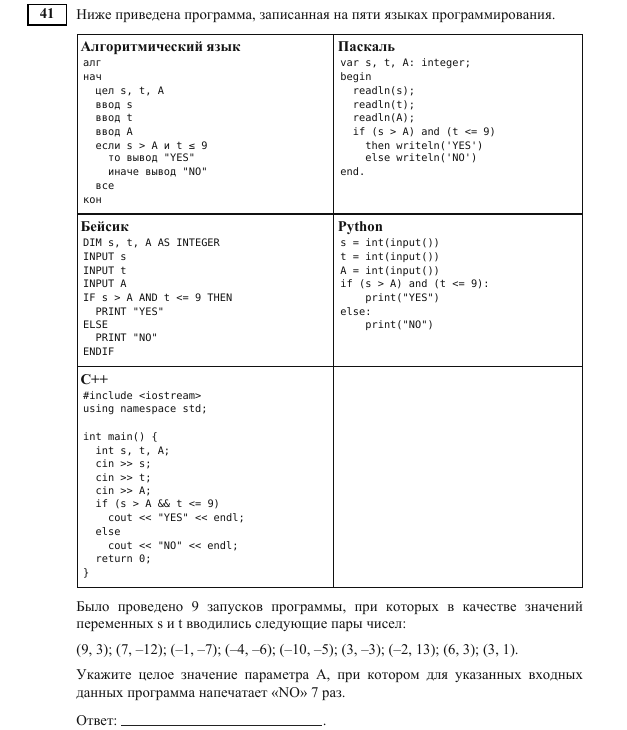 41
Ниже приведена программа, записанная на пяти языках программирования.
Алгоритмический язык
алг
нач
  цел s, t, A
  ввод s
  ввод t
  ввод A
  если s > A и t ≤ 9
    то вывод "YES"
    иначе вывод "NO"
  все
кон
Паскаль
var s, t, A: integer;
begin
  readln(s);
  readln(t);
  readln(A);
  if (s > A) and (t <= 9)
    then writeln('YES')
    else writeln('NO')
end.
Бейсик
DIM s, t, A AS INTEGER
INPUT s
INPUT t
INPUT A
IF s > A AND t <= 9 THEN
  PRINT "YES"
ELSE
  PRINT "NO"
ENDIF
Python
s = int(input())
t = int(input())
A = int(input())
if (s > A) and (t <= 9):
    print("YES")
else:
    print("NO")
C++
#include <iostream>
using namespace std;
int main() {
  int s, t, A;
  cin >> s;
  cin >> t;
  cin >> A;
  if (s > A && t <= 9)
    cout << "YES" << endl;
  else
    cout << "NO" << endl;
  return 0;
}
Было проведено 9 запусков программы, при которых в качестве значений
переменных s и t вводились следующие пары чисел:
(9, 3); (7, –12); (–1, –7); (–4, –6); (–10, –5); (3, –3); (–2, 13); (6, 3); (3, 1).
Укажите целое значение параметра А, при котором для указанных входных
данных программа напечатает «NO» 7 раз.
Ответ: ____________________________.